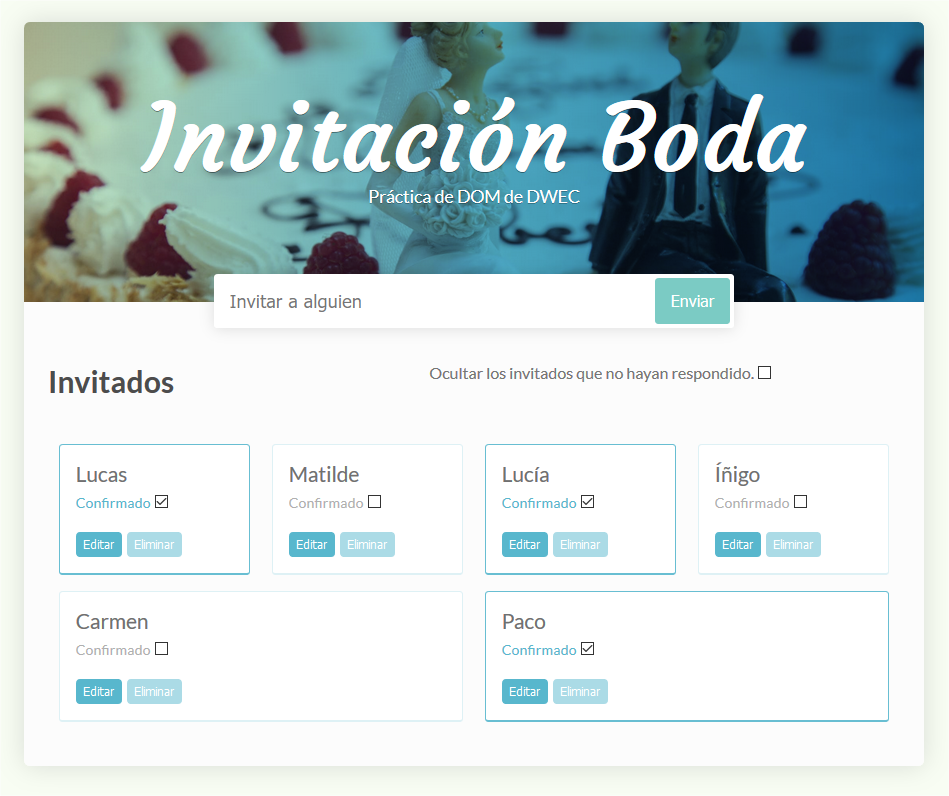 Invitación Boda
Práctica de DOM de DWEC
Invitar a alguien
Enviar
Invitados
Ocultar los invitados que no hayan respondido.
Lucas
Confirmado
Editar Eliminar
Matilde
Confirmado
Editar Eliminar
Lucía
Confirmado
Editar Eliminar
Íñigo
Confirmado
Editar Eliminar
Carmen
Confirmado
Editar Eliminar
Paco
Confirmado
Editar Eliminar